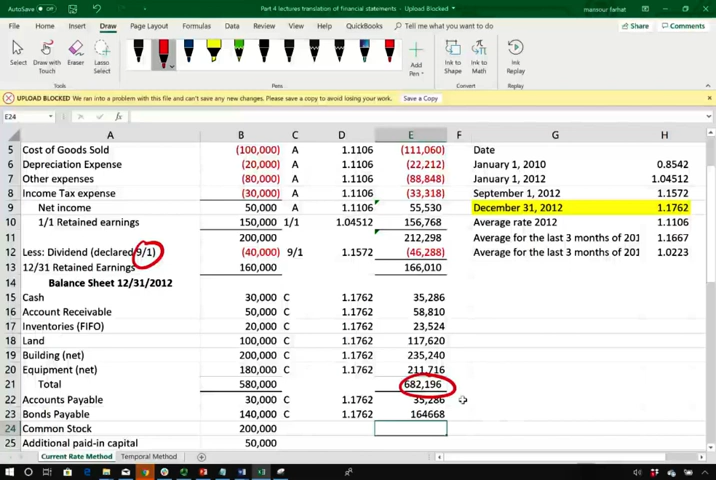 AutoSave Off Part 4 lectures translation of financial statements - Upload Blocked mansour farhat
File Home Insert Draw Page Layout Formulas Data Review View Help QuickBooks Tell me what you want to do Share Comments
Select Draw with Touch Eraser Lasso Select Add Pen Ink to Shape Ink to Math Ink Replay
Tools Pens Convert Replay
UPLOAD BLOCKED We ran into a problem with this file and can't save any new changes. Please save a copy to avoid losing your work. Save a Copy
E24 fx
A B C D E F G H
5 Cost of Goods Sold (100,000) A 1.1106 (111,060) Date
6 Depreciation Expense (20,000) A 1.1106 (22,212) January 1, 2010 0.8542
7 Other expenses (80,000) A 1.1106 (88,848) January 1, 2012 1.04512
8 Income Tax expense (30,000) A 1.1106 (33,318) September 1, 2012 1.1572
9 Net income 50,000 A 1.1106 55,530 December 31, 2012 1.1762
10 1/1 Retained earnings 150,000 1/1 1.04512 156,768 Average rate 2012 1.1106
11 200,000 212,298 Average for the last 3 months of 201 1.1667
12 Less: Dividend (declared 9/1) (40,000) 9/1 1.1572 (46,288) Average for the last 3 months of 201 1.0223
13 12/31 Retained Earnings 160,000 166,010
14 Balance Sheet 12/31/2012
15 Cash 30,000 C 1.1762 35,286
16 Account Receivable 50,000 C 1.1762 58,810
17 Inventories (FIFO) 20,000 C 1.1762 23,524
18 Land 100,000 C 1.1762 117,620
19 Building (net) 200,000 C 1.1762 235,240
20 Equipment (net) 180,000 C 1.1762 211,716
21 Total 580,000 682,196
22 Accounts Payable 30,000 C 1.1762 35,286
23 Bonds Payable 140,000 C 1.1762 164668
24 Common Stock 200,000
25 Additional paid-in capital 50,000
Current Rate Method Temporal Method